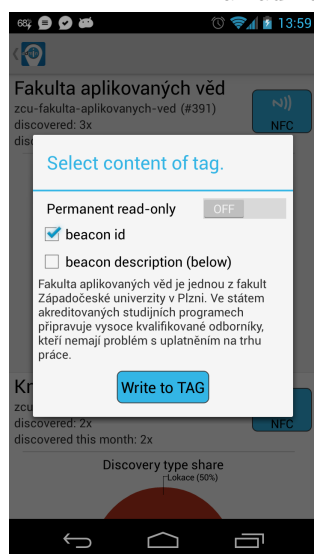 68% 13:59
Fakulta aplikovaných věd
zcu-fakulta-aplikovanych-ved (#391)
discovered: 3x
NFC
disc
Select content of tag.
Permanent read-only OFF
beacon id
beacon description (below)
Fakulta aplikovaných věd je jednou z fakult
Západočeské univerzity v Plzni. Ve státem
akreditovaných studijních programech
připravuje vysoce kvalifikované odborníky,
kteří nemají problém s uplatněním na trhu
práce.
Write to TAG
Kn
zcu
discovered: 2x
NFC
discovered this month: 2x
Discovery type share
Lokace (50%)